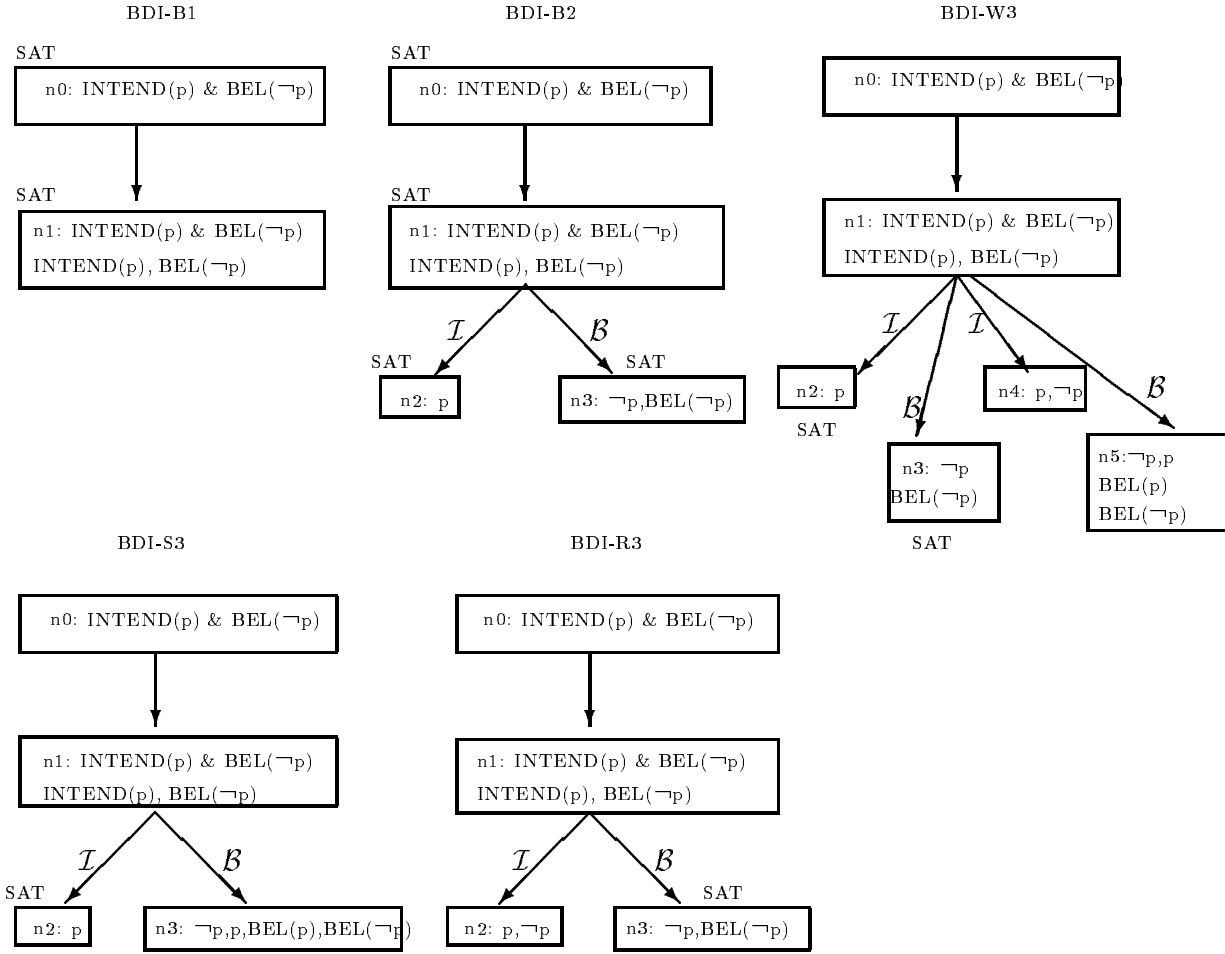 BDI-B1
SAT
n0: INTEND(p) & BEL(¬p)
SAT
n1: INTEND(p) & BEL(¬p)
INTEND(p), BEL(¬p)
BDI-B2
SAT
n0: INTEND(p) & BEL(¬p)
SAT
n1: INTEND(p) & BEL(¬p)
INTEND(p), BEL(¬p)
ℐ
ℬ
SAT
n2: p
SAT
n3: ¬p,BEL(¬p)
BDI-W3
n0: INTEND(p) & BEL(¬p)
n1: INTEND(p) & BEL(¬p)
INTEND(p), BEL(¬p)
ℐ
ℬ
ℐ
ℬ
n2: p
SAT
n3: ¬p
BEL(¬p)
SAT
n4: p,¬p
n5:¬p,p
BEL(p)
BEL(¬p)
BDI-S3
n0: INTEND(p) & BEL(¬p)
n1: INTEND(p) & BEL(¬p)
INTEND(p), BEL(¬p)
ℐ
ℬ
SAT
n2: p
n3: ¬p,p,BEL(p),BEL(¬p)
BDI-R3
n0: INTEND(p) & BEL(¬p)
n1: INTEND(p) & BEL(¬p)
INTEND(p), BEL(¬p)
ℐ
ℬ
n2: p,¬p
SAT
n3: ¬p,BEL(¬p)